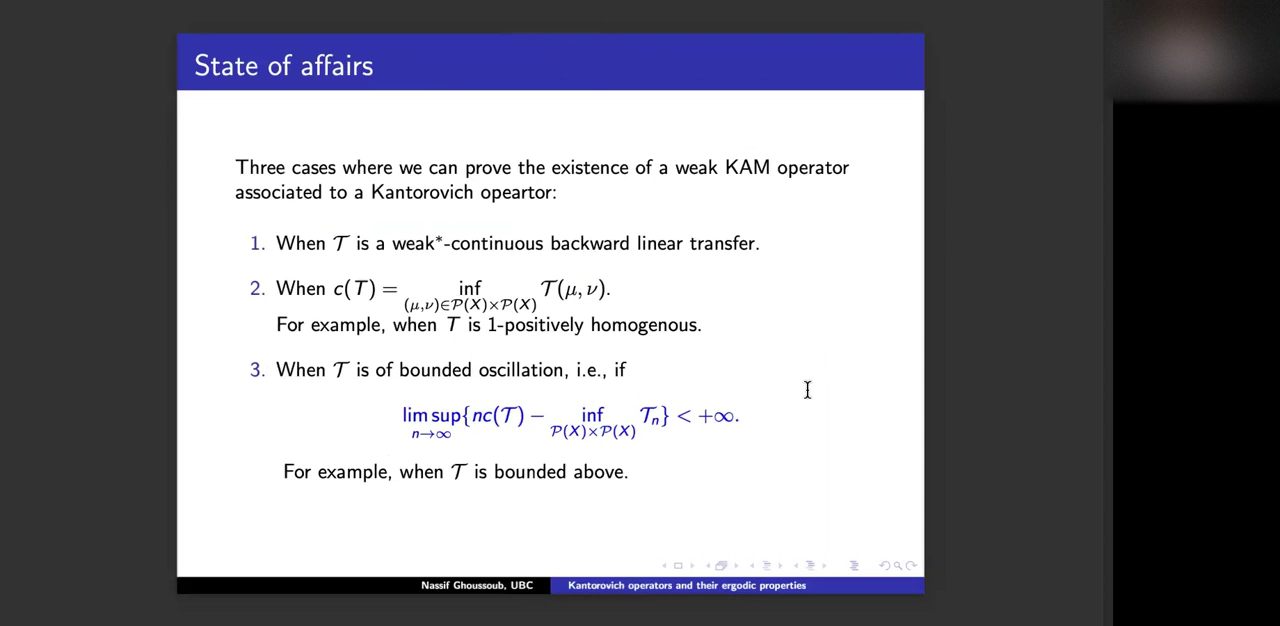 State of affairs
Three cases where we can prove the existence of a weak KAM operator
associated to a Kantorovich opeartor:
1. When 𝒯 is a weak*-continuous backward linear transfer.
2. When c(T) = inf 𝒯(μ, ν).
(μ,ν)∈𝒫(X)×𝒫(X)
For example, when T is 1-positively homogenous.
3. When 𝒯 is of bounded oscillation, i.e., if
lim sup{nc(𝒯) − inf 𝒯ₙ} < +∞.
n→∞ 𝒫(X)×𝒫(X)
For example, when 𝒯 is bounded above.
Nassif Ghoussoub, UBC Kantorovich operators and their ergodic properties